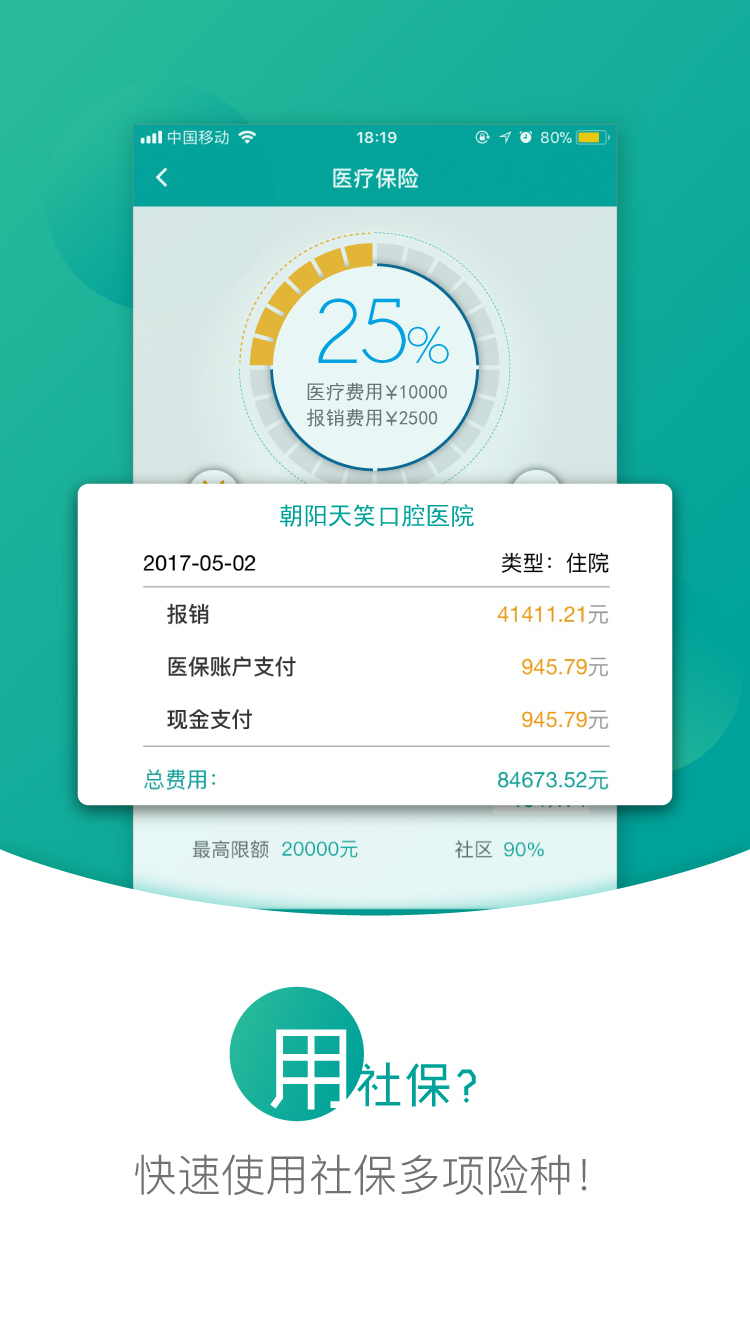 中国移动 18:19 80%
医疗保险
25%
医疗费用¥10000
报销费用¥2500
朝阳天笑口腔医院
2017-05-02 类型：住院
报销 41411.21元
医保账户支付 945.79元
现金支付 945.79元
总费用： 84673.52元
最高限额 20000元 社区 90%
用社保?
快速使用社保多项险种!